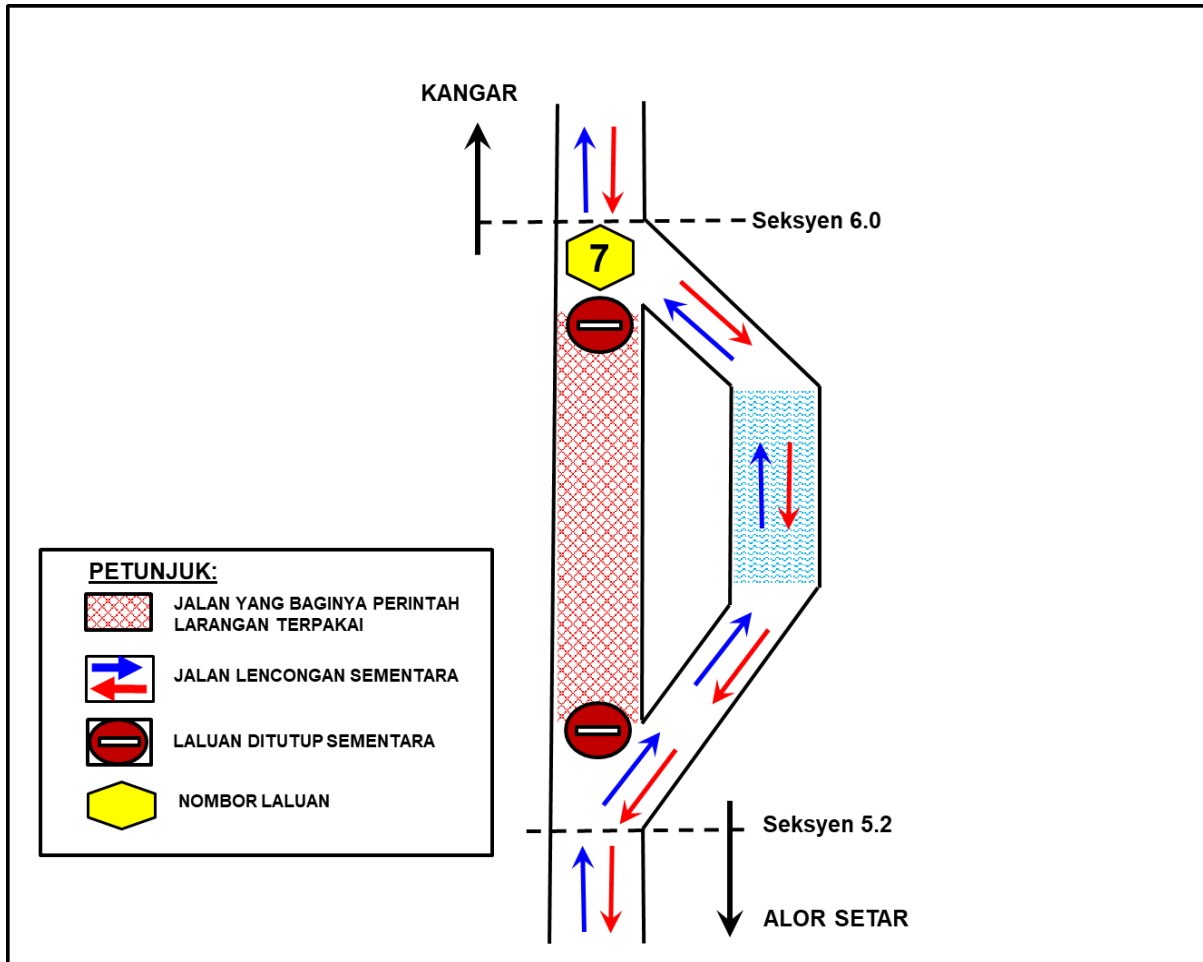 KANGAR
Seksyen 6.0
7
PETUNJUK:
JALAN YANG BAGINYA PERINTAH
LARANGAN TERPAKAI
JALAN LENCONGAN SEMENTARA
LALUAN DITUTUP SEMENTARA
NOMBOR LALUAN
Seksyen 5.2
ALOR SETAR